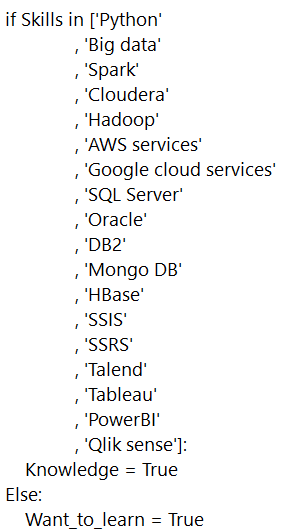 if Skills in ['Python'
, 'Big data'
, 'Spark'
, 'Cloudera'
, 'Hadoop'
, 'AWS services'
, 'Google cloud services'
, 'SQL Server'
, 'Oracle'
, 'DB2'
, 'Mongo DB'
, 'HBase'
, 'SSIS'
, 'SSRS'
, 'Talend'
, 'Tableau'
, 'PowerBI'
, 'Qlik sense']:
Knowledge = True
Else:
Want_to_learn = True